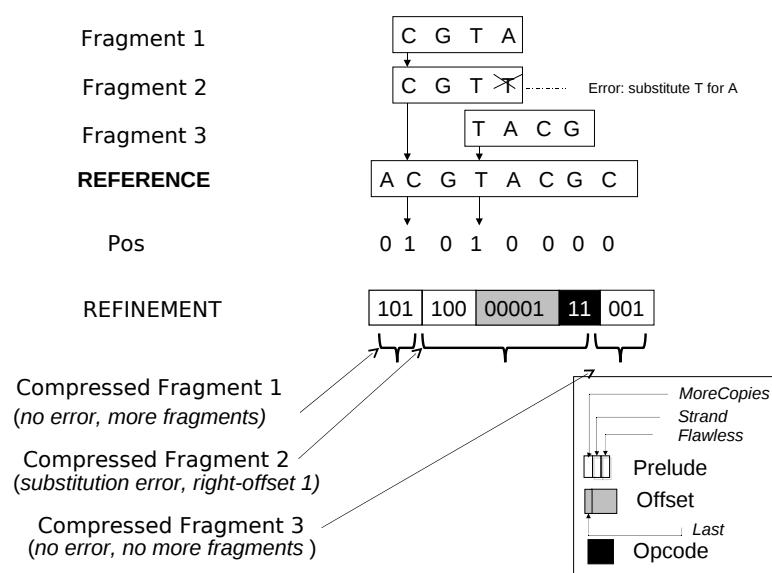 Fragment 1 C G T A
Fragment 2 C G T T Error: substitute T for A
Fragment 3 T A C G
REFERENCE A C G T A C G C
Pos 0 1 0 1 0 0 0 0
REFINEMENT 101 100 00001 11 001
Compressed Fragment 1
(no error, more fragments)
Compressed Fragment 2
(substitution error, right-offset 1)
Compressed Fragment 3
(no error, no more fragments )
MoreCopies
Strand
Flawless
Prelude
Offset
Last
Opcode